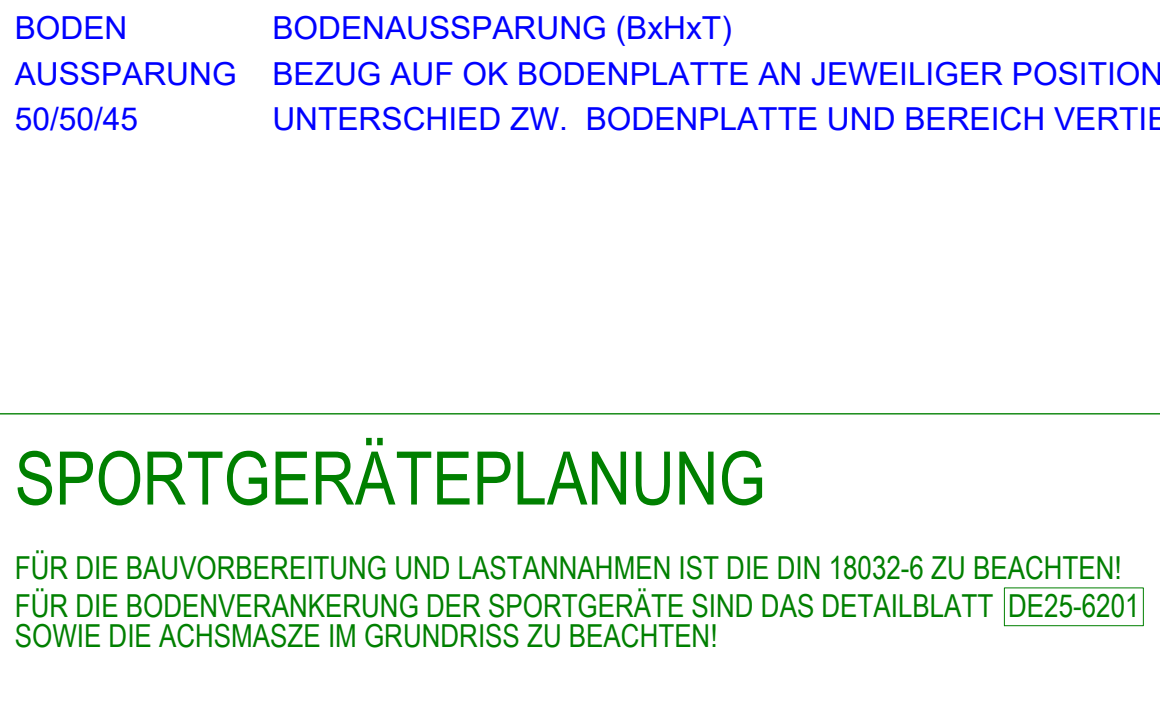 BODEN BODENAUSSPARUNG (BxHxT)
AUSSPARUNG BEZUG AUF OK BODENPLATTE AN JEWEILIGER POSITION
50/50/45 UNTERSCHIED ZW. BODENPLATTE UND BEREICH
SPORTGERÄTEPLANUNG
FÜR DIE BAUVORBEREITUNG UND LASTANNAHMEN IST DIE DIN 18032-6 ZU BEACHTEN!
FÜR DIE BODENVERANKERUNG DER SPORTGERÄTE SIND DAS DETAILBLATT DE25-6201
SOWIE DIE ACHSMASZE IM GRUNDRISS ZU BEACHTEN!